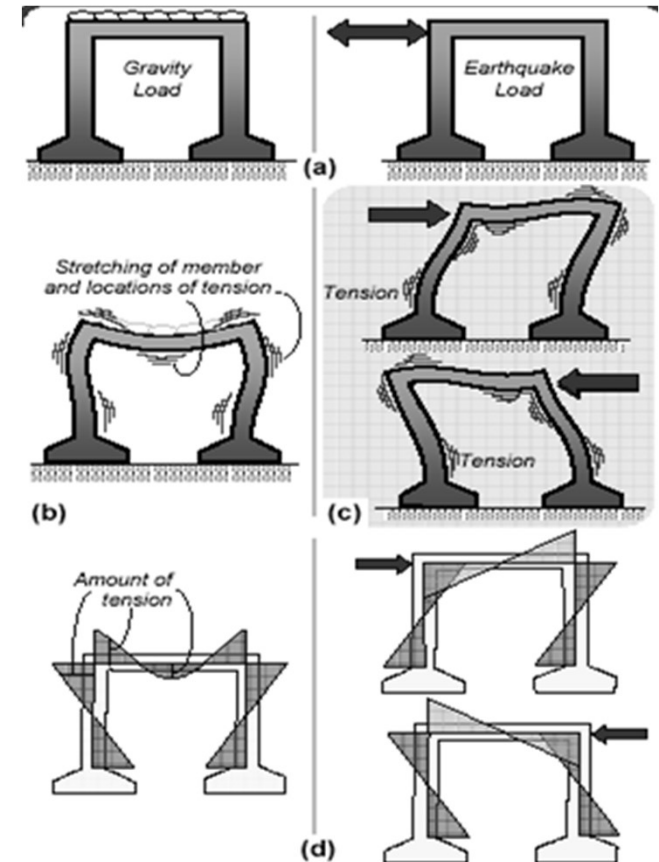 Gravity
Load
Earthquake
Load
(a)
Stretching of member
and locations of tension
Tension
Tension
(b)
(c)
Amount of
tension
(d)